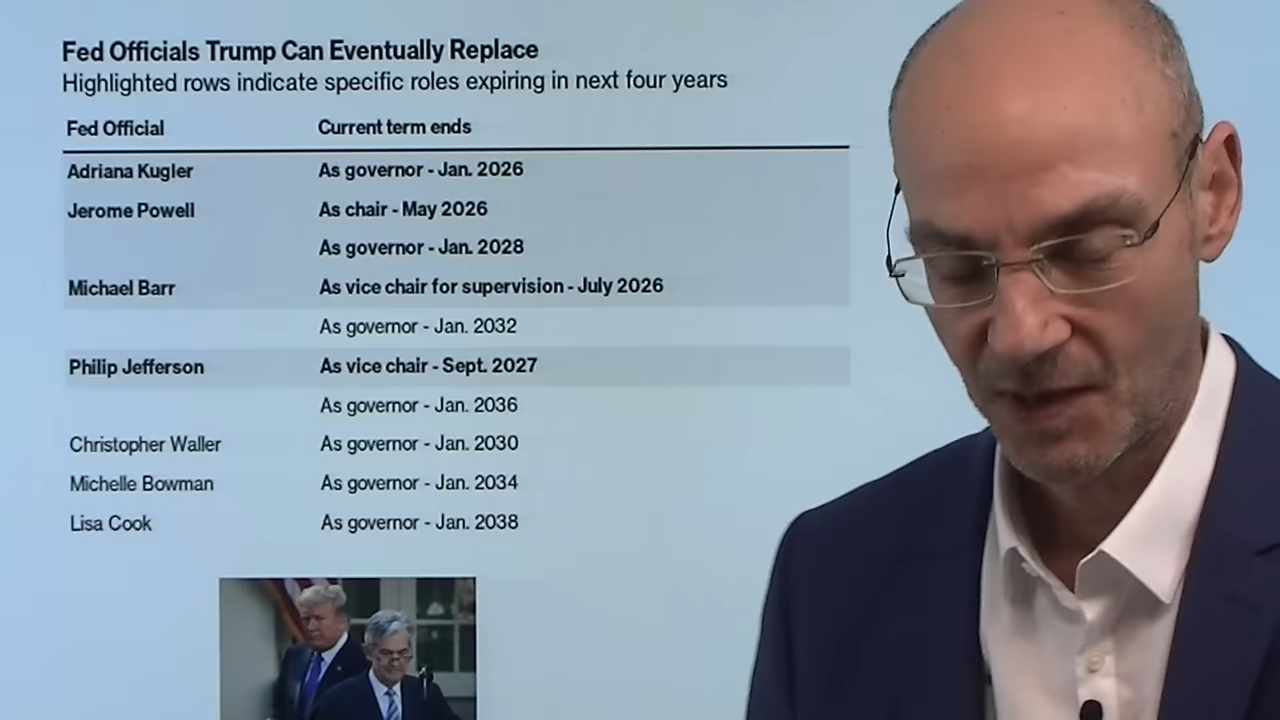 Fed Officials Trump Can Eventually Replace
Highlighted rows indicate specific roles expiring in next four years
Fed Official Current term ends
Adriana Kugler As governor - Jan. 2026
Jerome Powell As chair - May 2026
As governor - Jan. 2028
Michael Barr As vice chair for supervision - July 2026
As governor - Jan. 2032
Philip Jefferson As vice chair - Sept. 2027
As governor - Jan. 2036
Christopher Waller As governor - Jan. 2030
Michelle Bowman As governor - Jan. 2034
Lisa Cook As governor - Jan. 2038